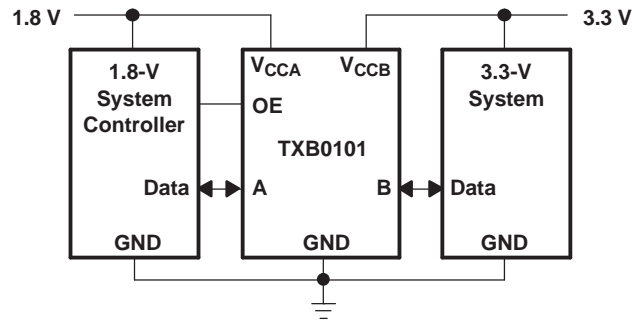 1.8 V
3.3 V
1.8-V
System
Controller
VCCA
VCCB
3.3-V
System
OE
TXB0101
Data
A
B
Data
GND
GND
GND